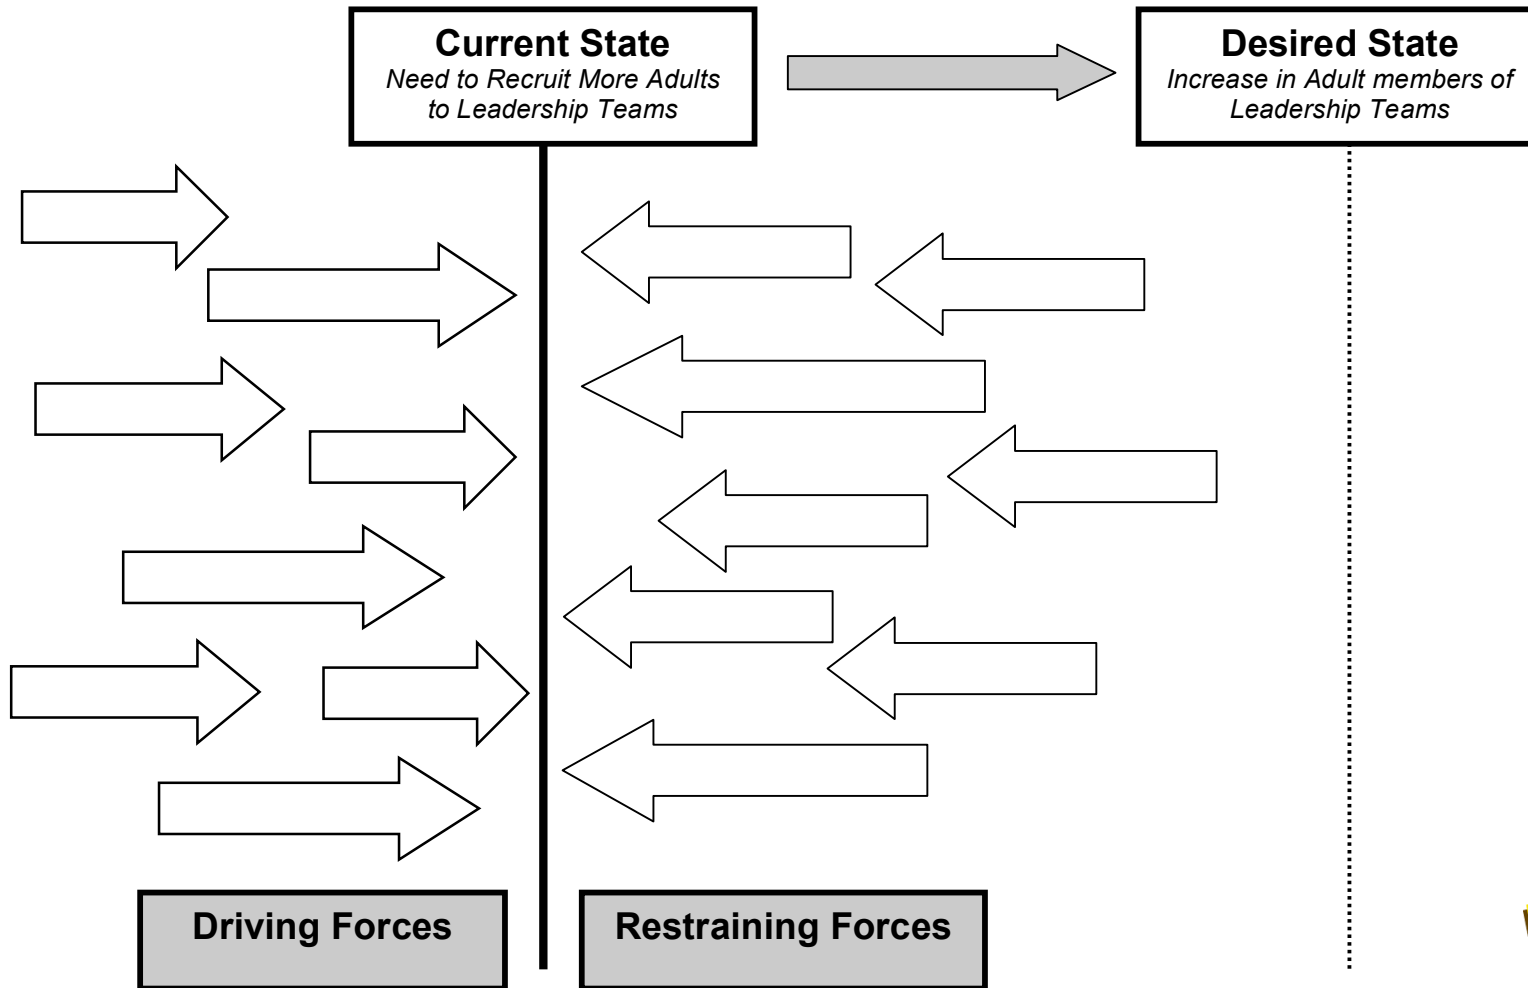 Current State
Need to Recruit More Adults
to Leadership Teams
Desired State
Increase in Adult members of
Leadership Teams
Driving Forces
Restraining Forces